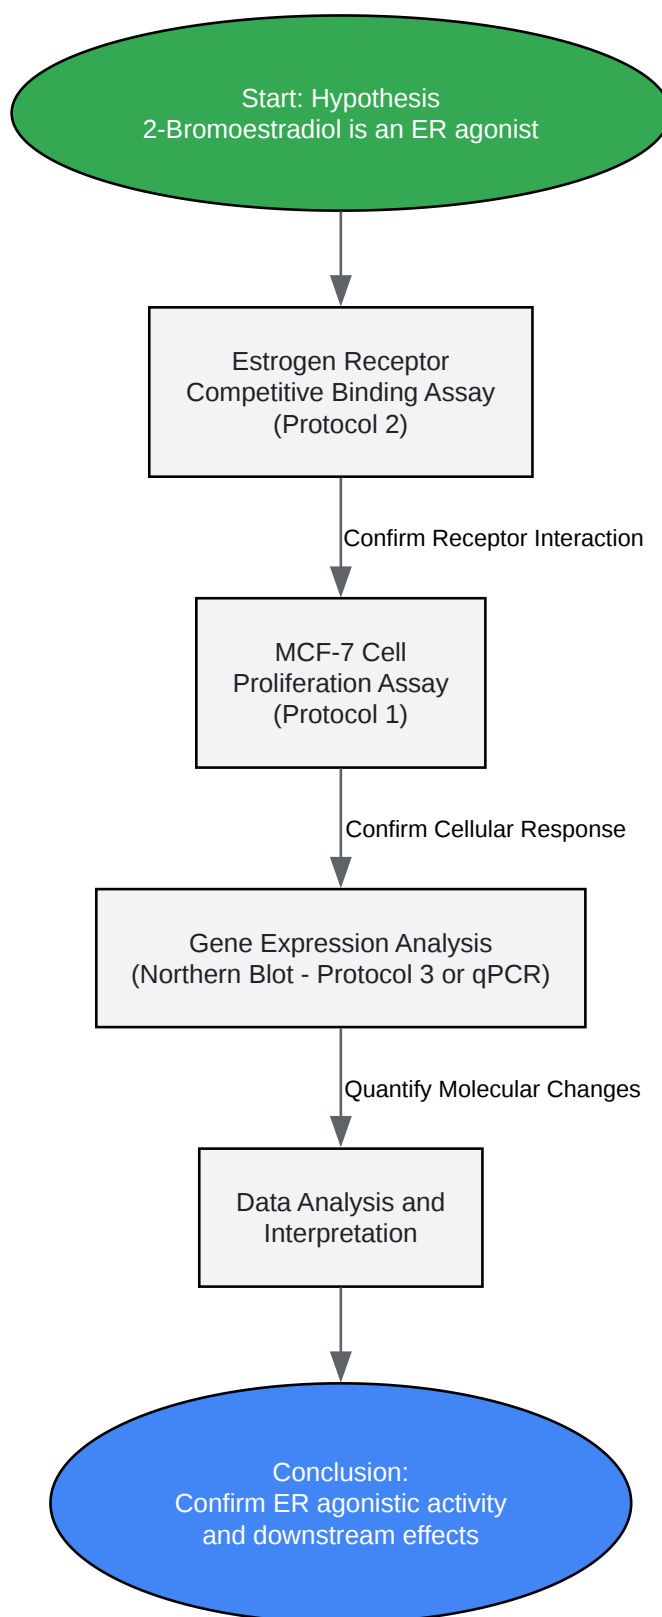 Start: Hypothesis
2-Bromoestradiol is an ER agonist
Estrogen Receptor
Competitive Binding Assay
(Protocol 2)
Confirm Receptor Interaction
MCF-7 Cell
Proliferation Assay
(Protocol 1)
Confirm Cellular Response
Gene Expression Analysis
(Northern Blot - Protocol 3 or qPCR)
Quantify Molecular Changes
Data Analysis and
Interpretation
Conclusion:
Confirm ER agonistic activity
and downstream effects